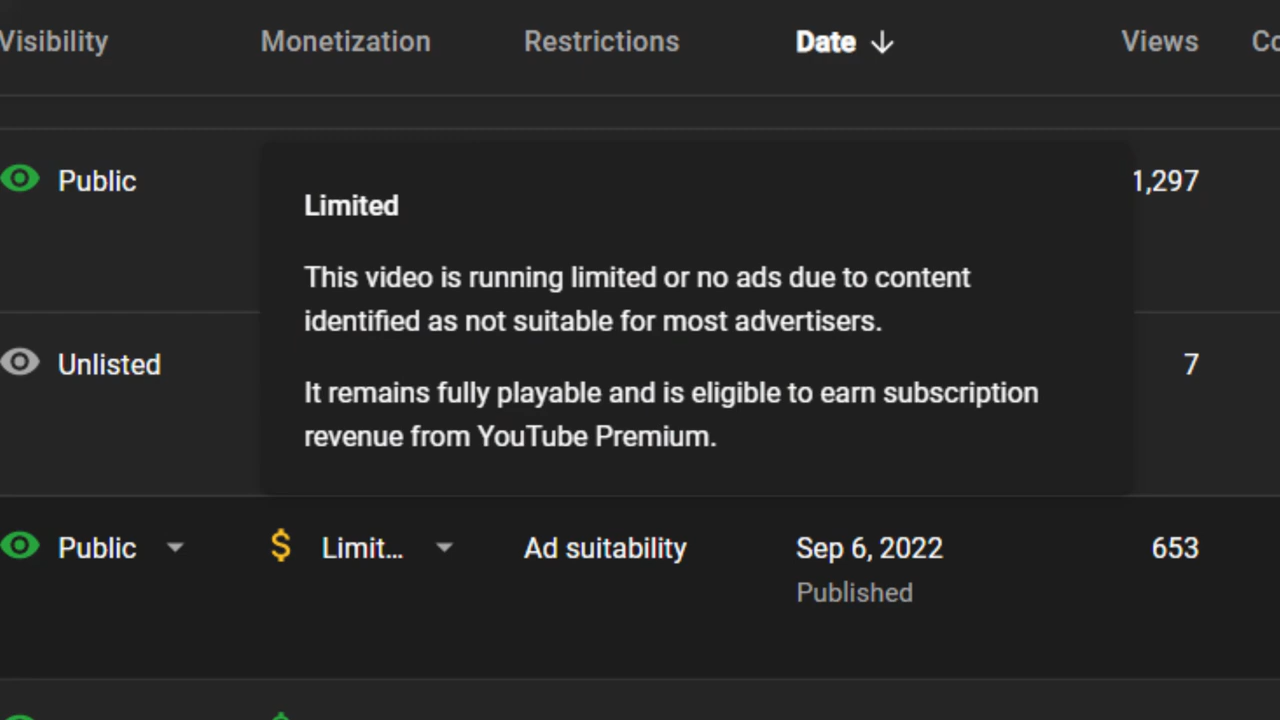 Visibility Monetization Restrictions Date Views
Public 1,297
Limited
This video is running limited or no ads due to content
identified as not suitable for most advertisers.
Unlisted 7
It remains fully playable and is eligible to earn subscription
revenue from YouTube Premium.
Public $ Limit... Ad suitability Sep 6, 2022 653
Published